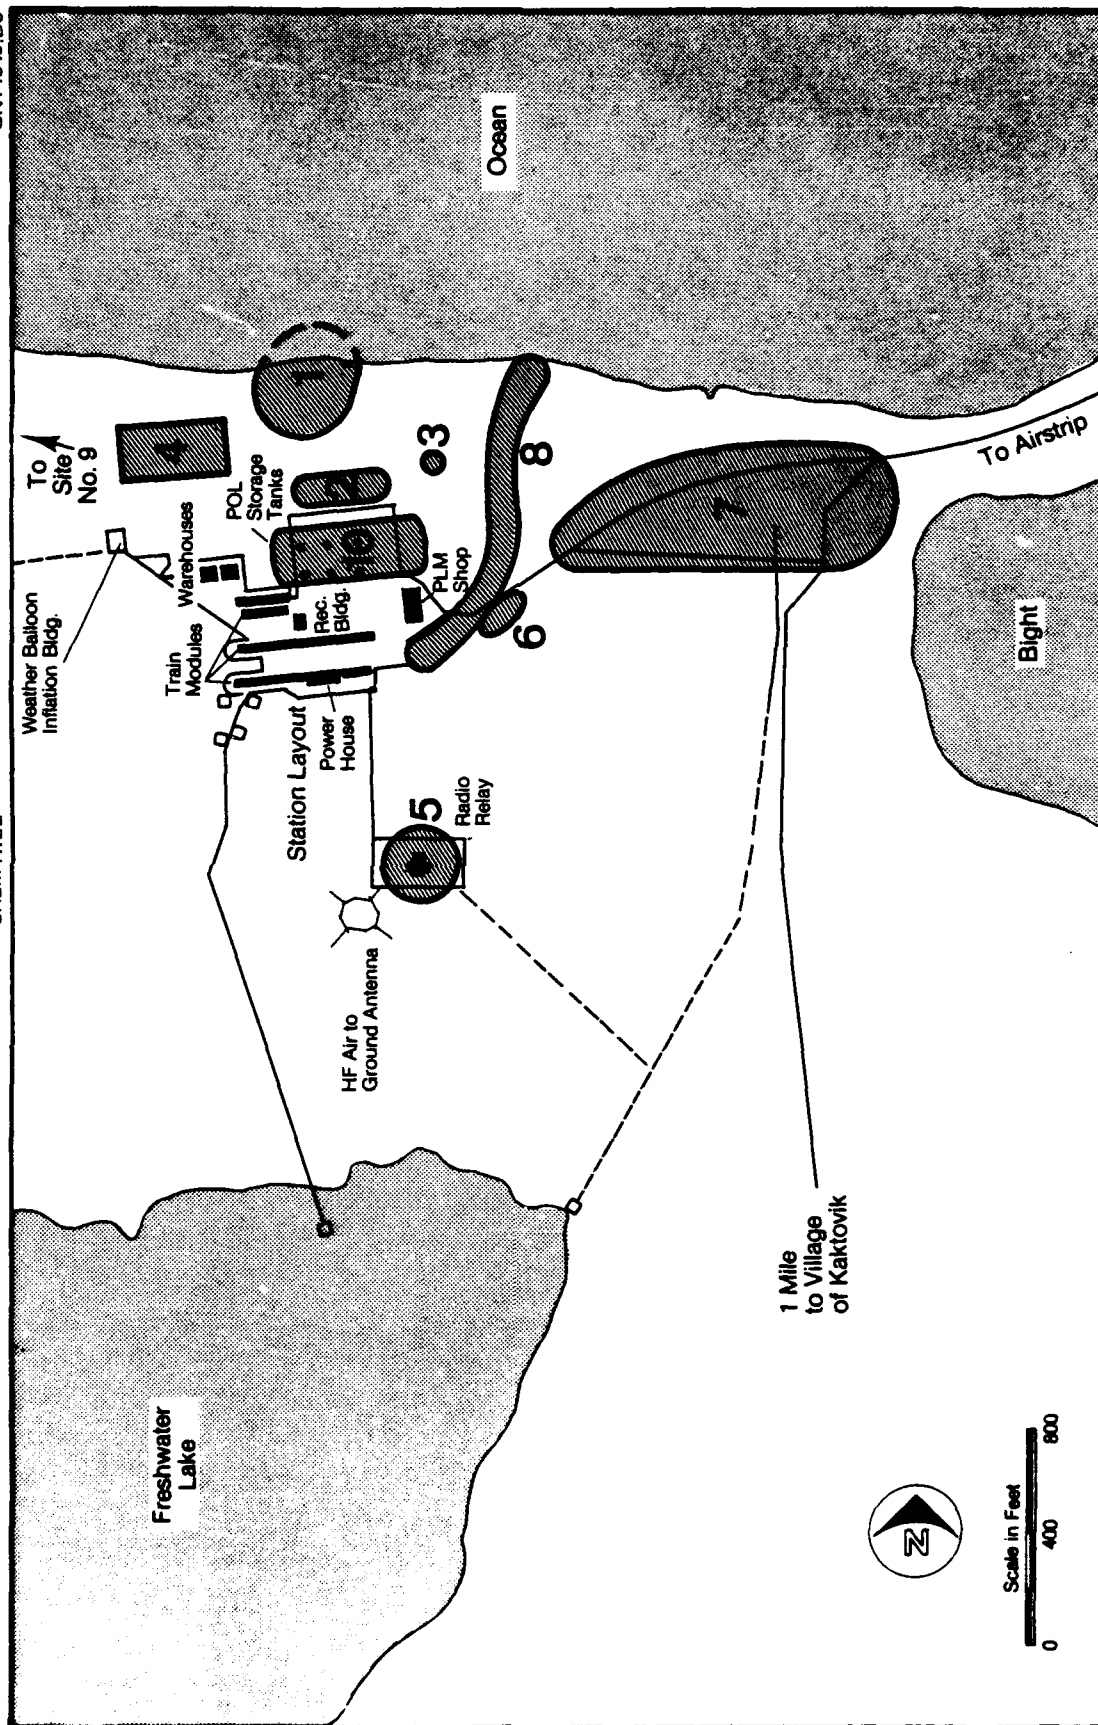 Ocean
To
Site
No. 9
4
1
Weather Balloon
Inflation Bldg.
Warehouses
POL
Storage
Tanks
2
3
10
Train
Modules
Rec.
Bldg.
PLM
Shop
8
6
7
To Airstrip
Bight
Station Layout
Power
House
5
Radio
Relay
HF Air to
Ground Antenna
Freshwater
Lake
1 Mile
to Village
of Kaktovik
N
Scale in Feet
0 400 800